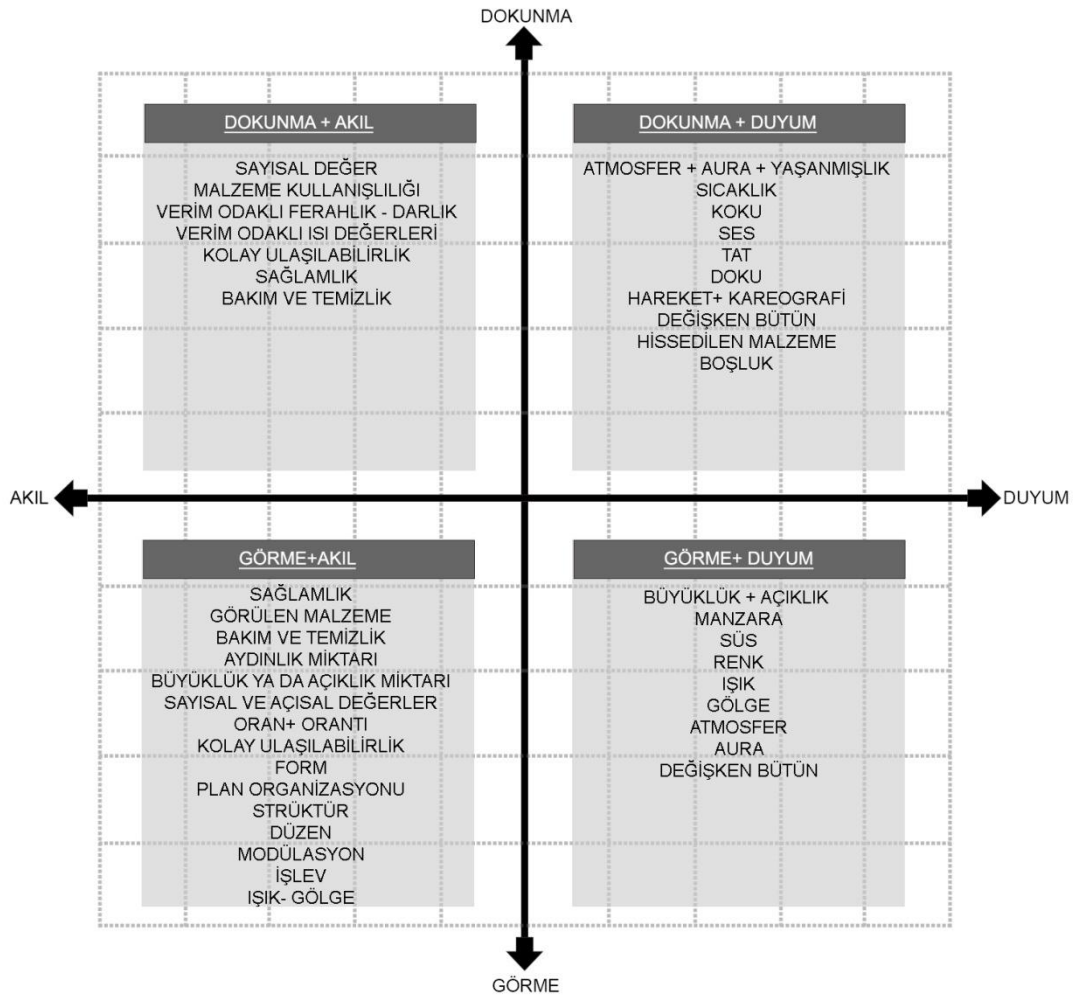 DOKUNMA
DOKUNMA + AKIL
SAYISAL DEĞER
MALZEME KULLANIŞLILIĞI
VERİM ODAKLI FERAHLIK - DARLIK
VERİM ODAKLI ISI DEĞERLERİ
KOLAY ULAŞILABİLİRLİK
SAĞLAMLIK
BAKIM VE TEMİZLİK
DOKUNMA + DUYUM
ATMOSFER + AURA + YAŞANMIŞLIK
SICAKLIK
KOKU
SES
TAT
DOKU
HAREKET+ KAREOGRAFİ
DEĞİŞKEN BÜTÜN
HİSSEDİLEN MALZEME
BOŞLUK
AKIL
DUYUM
GÖRME+AKIL
SAĞLAMLIK
GÖRÜLEN MALZEME
BAKIM VE TEMİZLİK
AYDINLIK MİKTARI
BÜYÜKLÜK YA DA AÇIKLIK MİKTARI
SAYISAL VE AÇISAL DEĞERLER
ORAN+ ORANTI
KOLAY ULAŞILABİLİRLİK
FORM
PLAN ORGANİZASYONU
STRÜKTÜR
DÜZEN
MODÜLASYON
İŞLEV
IŞIK- GÖLGE
GÖRME+ DUYUM
BÜYÜKLÜK + AÇIKLIK
MANZARA
SÜS
RENK
IŞIK
GÖLGE
ATMOSFER
AURA
DEĞİŞKEN BÜTÜN
GÖRME